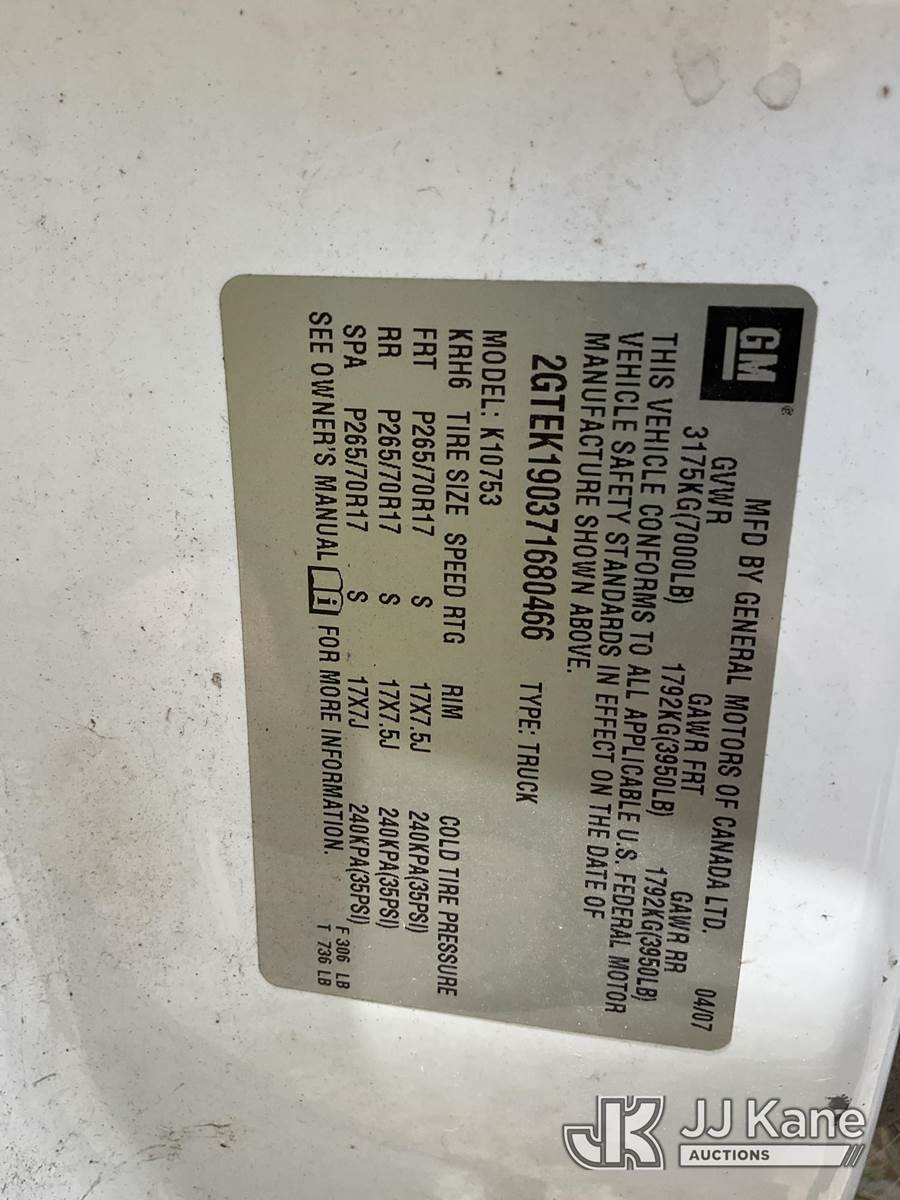 GM
®
MFD BY GENERAL MOTORS OF CANADA LTD.
04/07
GVWR GAWR FRT GAWR RR
3175KG(7000LB) 1792KG(3950LB) 1792KG(3950LB)
THIS VEHICLE CONFORMS TO ALL APPLICABLE U.S. FEDERAL MOTOR
VEHICLE SAFETY STANDARDS IN EFFECT ON THE DATE OF
MANUFACTURE SHOWN ABOVE.
2GTEK190371680466 TYPE: TRUCK
MODEL: K10753
KRH6 TIRE SIZE SPEED RTG RIM COLD TIRE PRESSURE
FRT P265/70R17 S 17X7.5J 240KPA(35PSI)
RR P265/70R17 S 17X7.5J 240KPA(35PSI)
SPA P265/70R17 S 17X7J 240KPA(35PSI)
SEE OWNER'S MANUAL i FOR MORE INFORMATION.
F 306 LB
T 736 LB
JK JJ Kane
AUCTIONS